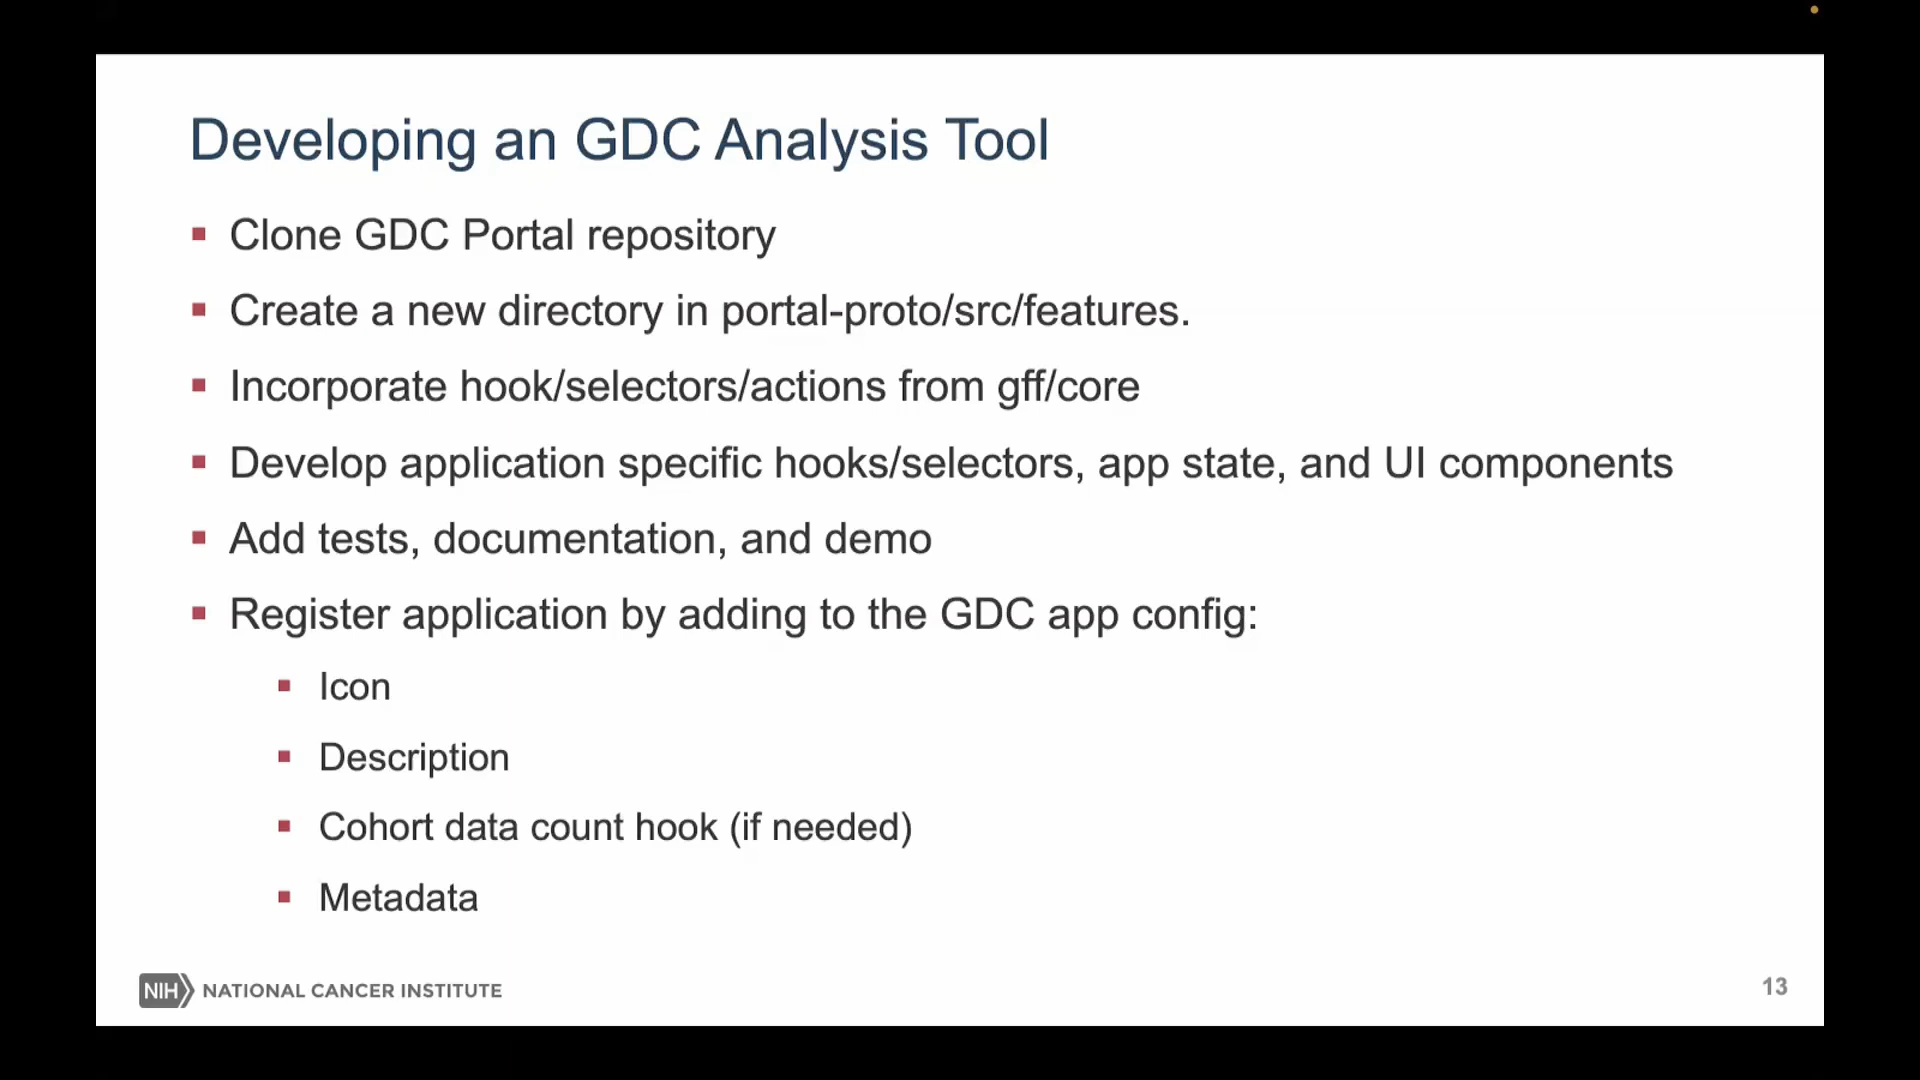 Developing an GDC Analysis Tool
Clone GDC Portal repository
Create a new directory in portal-proto/src/features.
Incorporate hook/selectors/actions from gff/core
Develop application specific hooks/selectors, app state, and UI components
Add tests, documentation, and demo
Register application by adding to the GDC app config:
Icon
Description
Cohort data count hook (if needed)
Metadata
NIH NATIONAL CANCER INSTITUTE
13